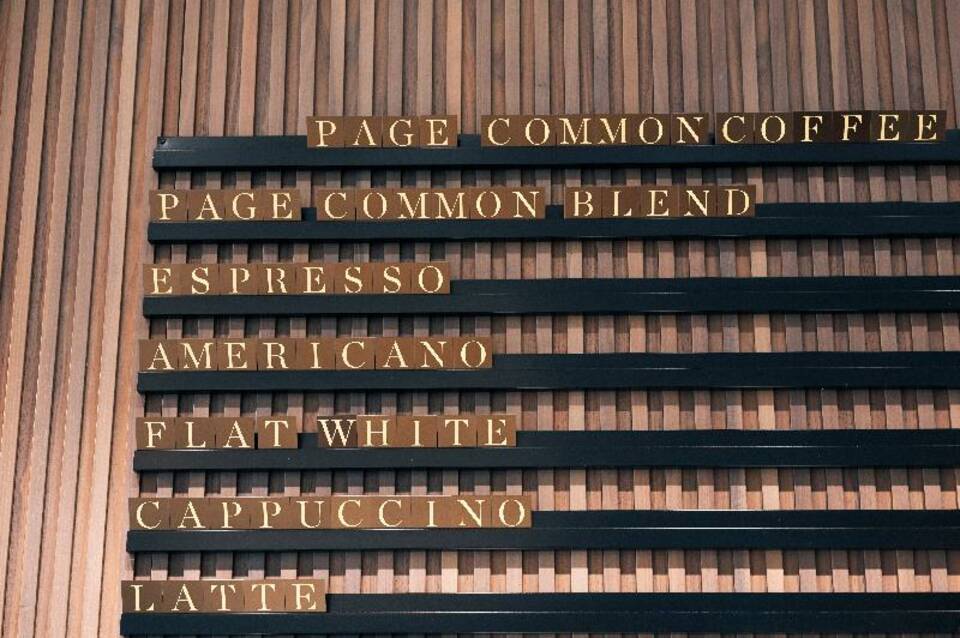 PAGE COMMON COFFEE
PAGE COMMON BLEND
ESPRESSO
AMERICANO
FLAT WHITE
CAPPUCCINO
LATTE